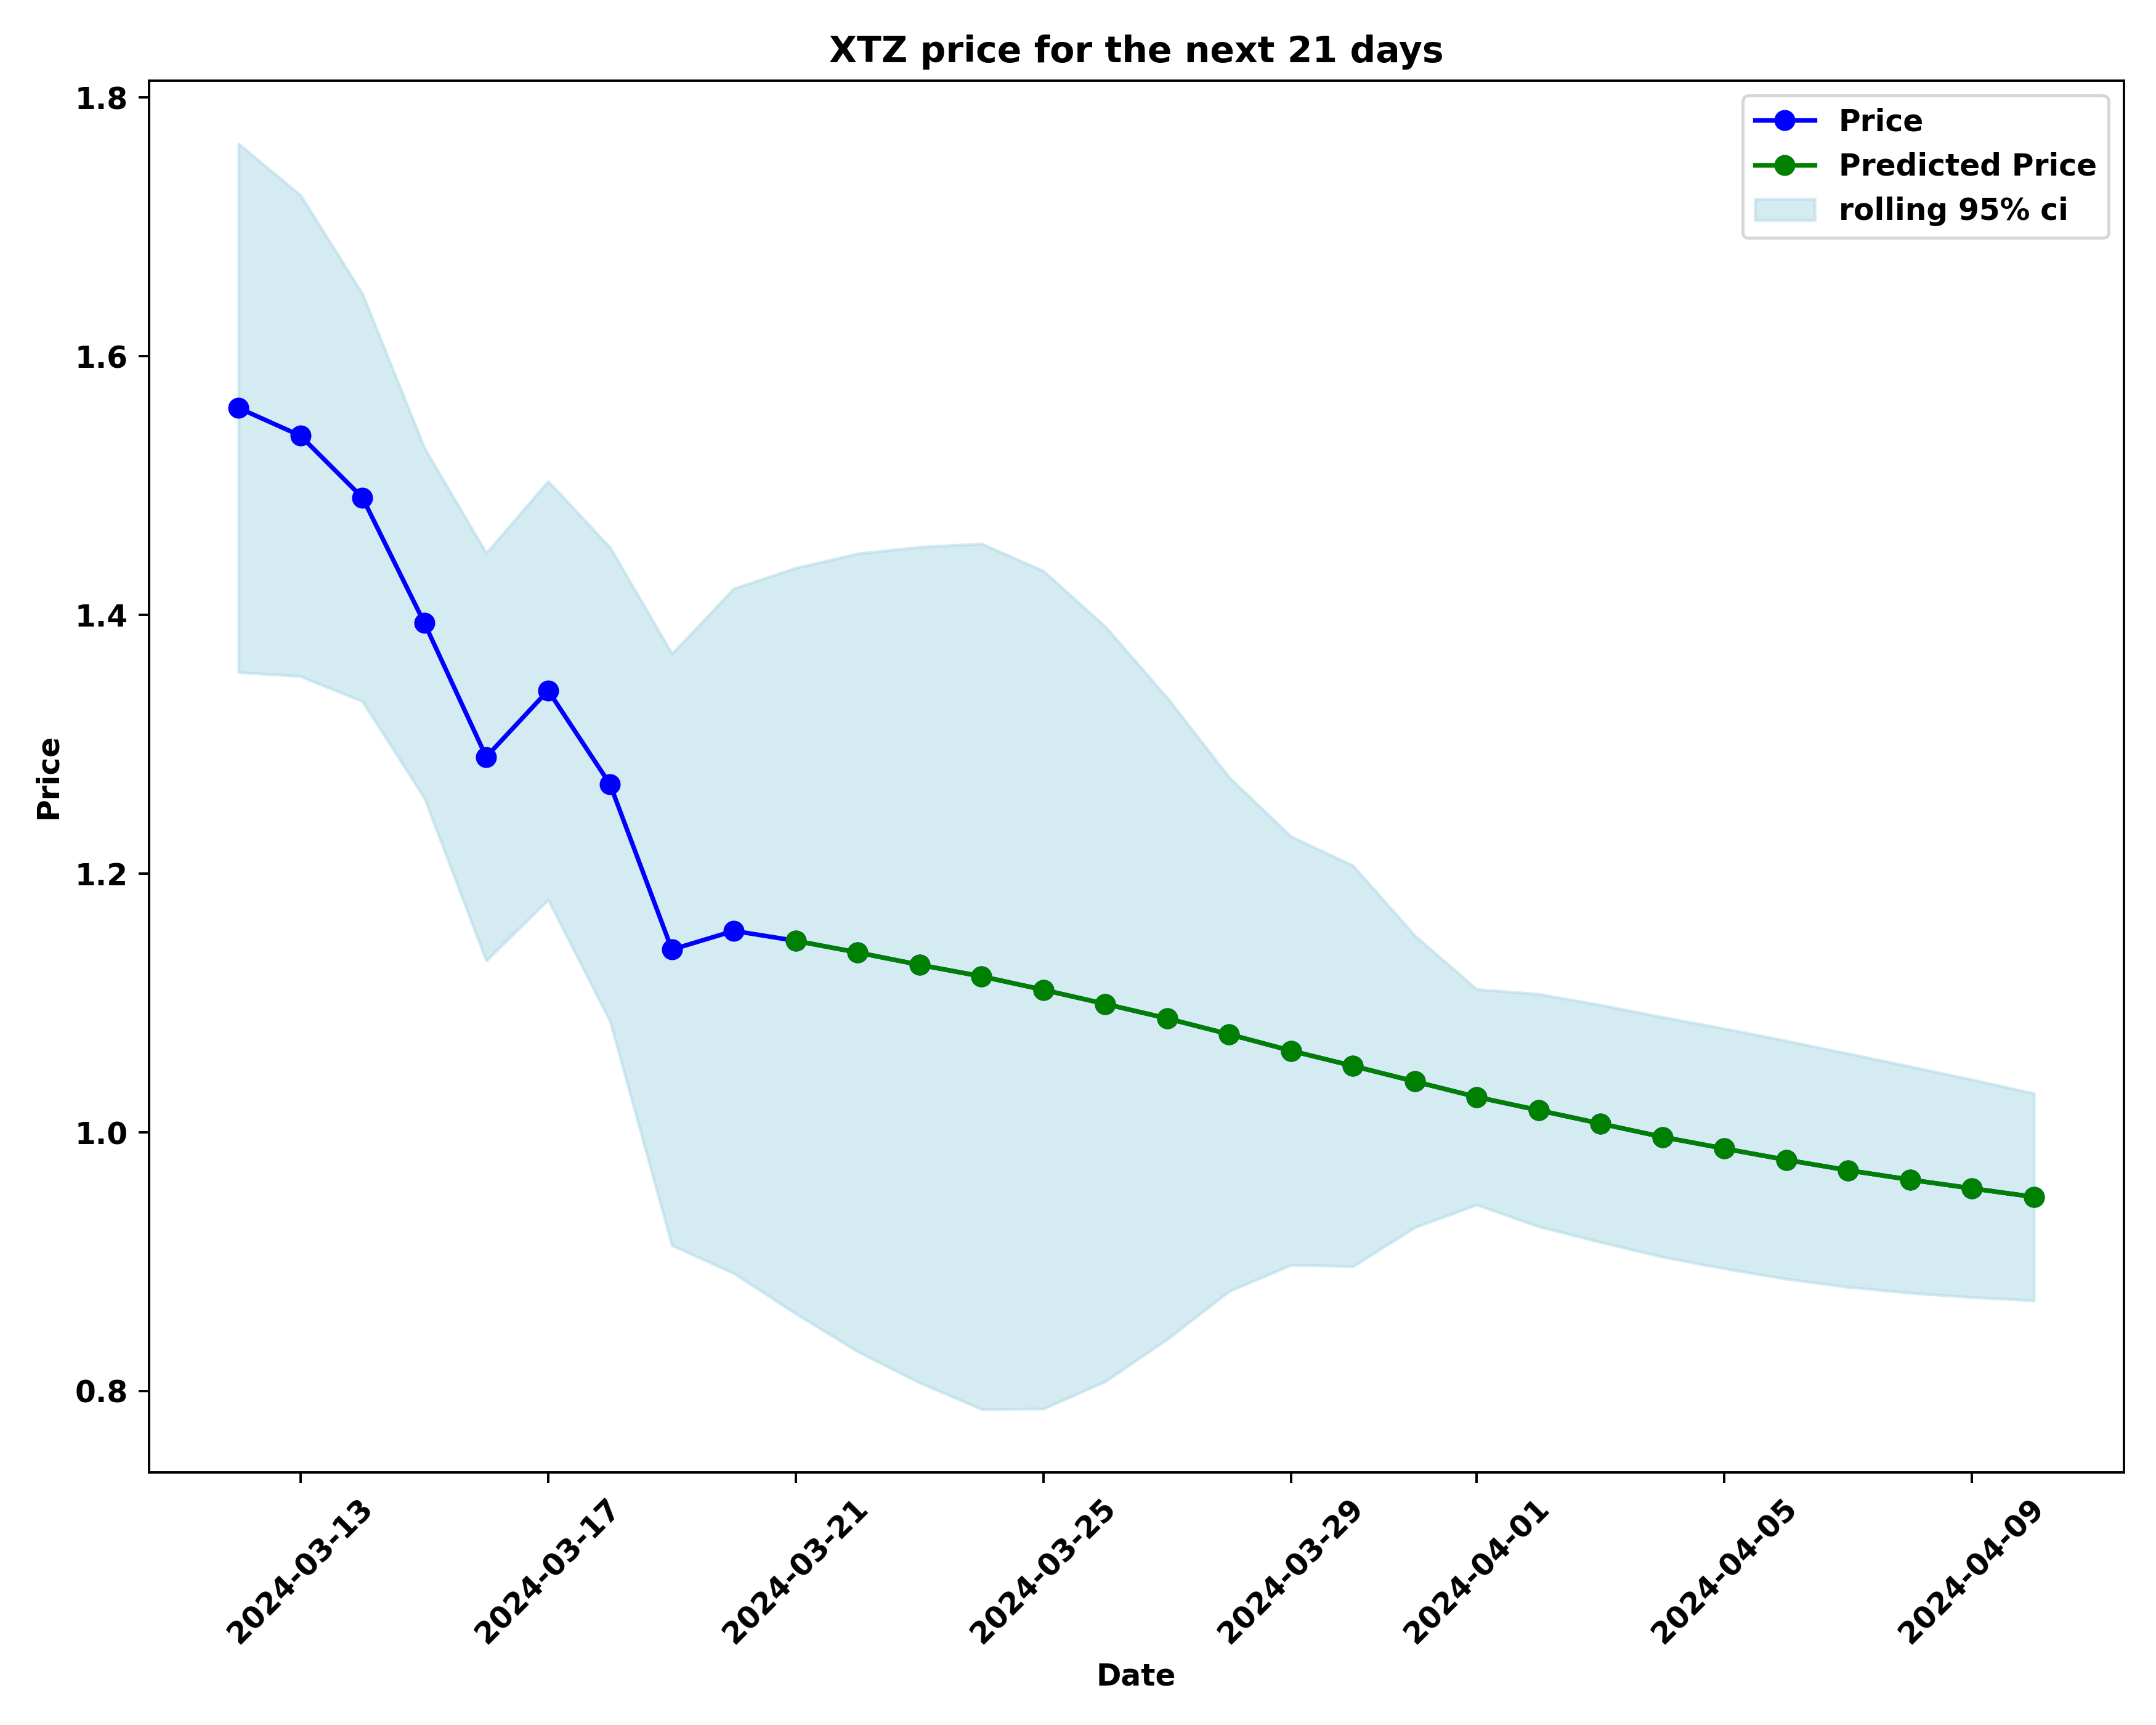 XTZ price for the next 21 days
Price
Predicted Price
rolling 95% ci
1.8
1.6
1.4
1.2
1.0
0.8
Price
2024-03-13
2024-03-17
2024-03-21
2024-03-25
2024-03-29
2024-04-01
2024-04-05
2024-04-09
Date